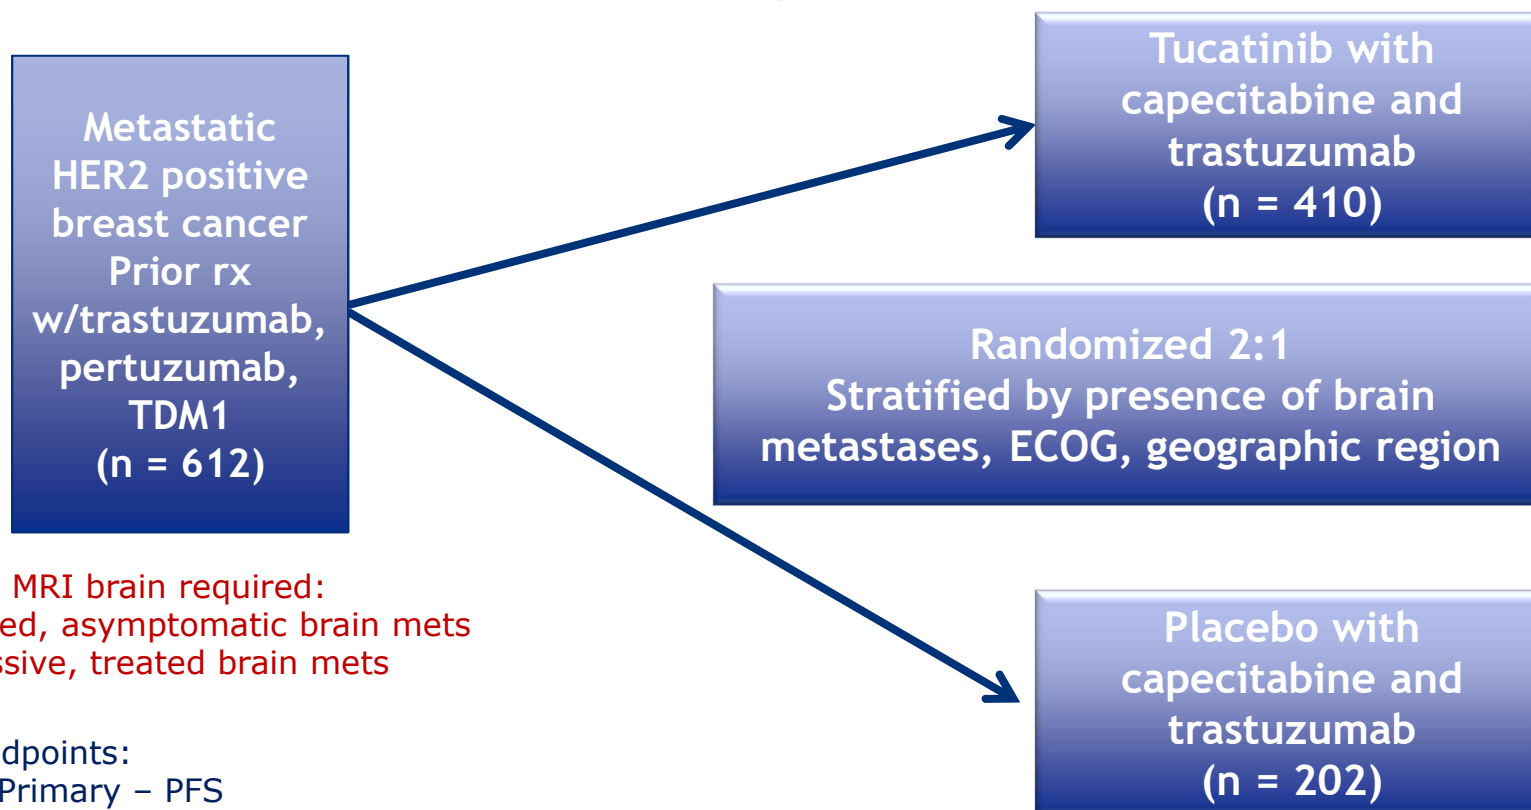 Metastatic
HER2 positive
breast cancer
Prior rx
w/trastuzumab,
pertuzumab,
TDM1
(n = 612)
Tucatinib with
capecitabine and
trastuzumab
(n = 410)
Randomized 2:1
Stratified by presence of brain
metastases, ECOG, geographic region
Placebo with
capecitabine and
trastuzumab
(n = 202)
MRI brain required:
asymptomatic brain mets
treated brain mets
Primary – PFS